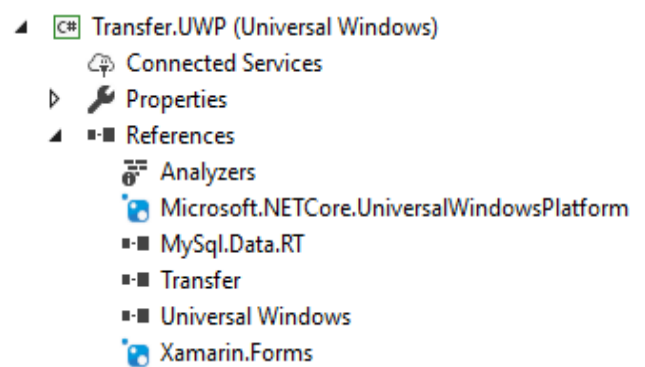 C# Transfer.UWP (Universal Windows)
Connected Services
Properties
References
Analyzers
Microsoft.NETCore.UniversalWindowsPlatform
MySql.Data.RT
Transfer
Universal Windows
Xamarin.Forms